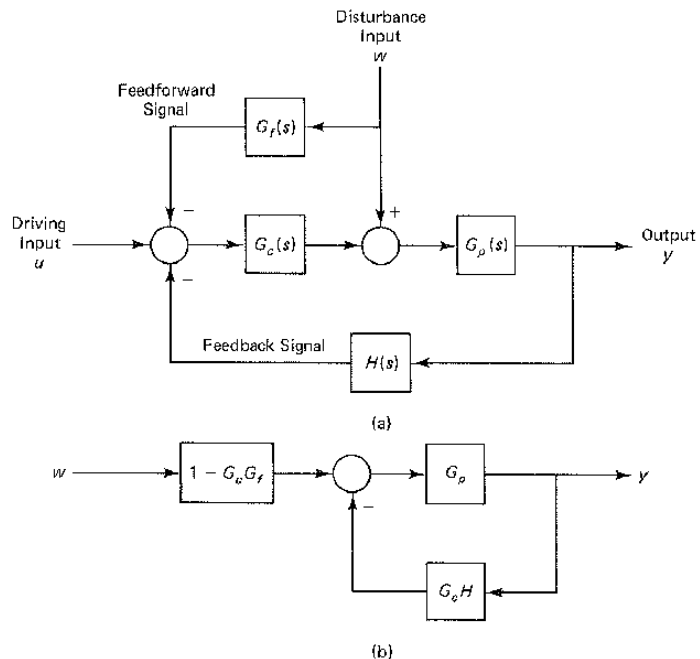 Disturbance
Input
w
Feedforward
Signal
G_f(s)
−
+
Driving
Input
u
G_c(s)
G_p(s)
Output
y
−
Feedback Signal
H(s)
(a)
w
1 − G_cG_f
G_p
y
−
G_cH
(b)